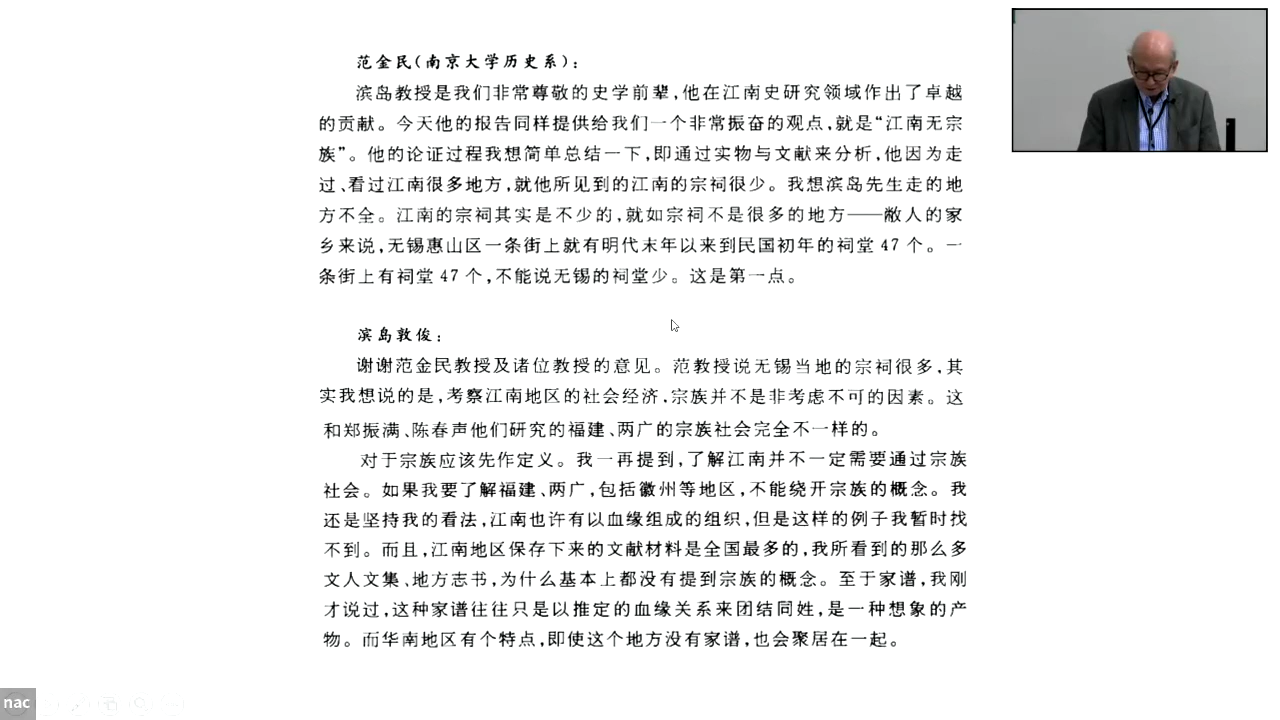 范金民(南京大学历史系):
滨岛教授是我们非常尊敬的史学前辈,他在江南史研究领域作出了卓越
的贡献。今天他的报告同样提供给我们一个非常振奋的观点,就是“江南无宗
族”。他的论证过程我想简单总结一下,即通过实物与文献来分析,他因为走
过、看过江南很多地方,就他所见到的江南的宗祠很少。我想滨岛先生走的地
方不全。江南的宗祠其实是不少的,就如宗祠不是很多的地方——敝人的家
乡来说,无锡惠山区一条街上就有明代末年以来到民国初年的祠堂 47 个。一
条街上有祠堂 47 个,不能说无锡的祠堂少。这是第一点。
滨岛敦俊:
谢谢范金民教授及诸位教授的意见。范教授说无锡当地的宗祠很多,其
实我想说的是,考察江南地区的社会经济,宗族并不是非考虑不可的因素。这
和郑振满、陈春声他们研究的福建、两广的宗族社会完全不一样的。
对于宗族应该先作定义。我一再提到,了解江南并不一定需要通过宗族
社会。如果我要了解福建、两广,包括徽州等地区,不能绕开宗族的概念。我
还是坚持我的看法,江南也许有以血缘组成的组织,但是这样的例子我暂时找
不到。而且,江南地区保存下来的文献材料是全国最多的,我所看到的那么多
文人文集、地方志书,为什么基本上都没有提到宗族的概念。至于家谱,我刚
才说过,这种家谱往往只是以推定的血缘关系来团结同姓,是一种想象的产
物。而华南地区有个特点,即使这个地方没有家谱,也会聚居在一起。
nac